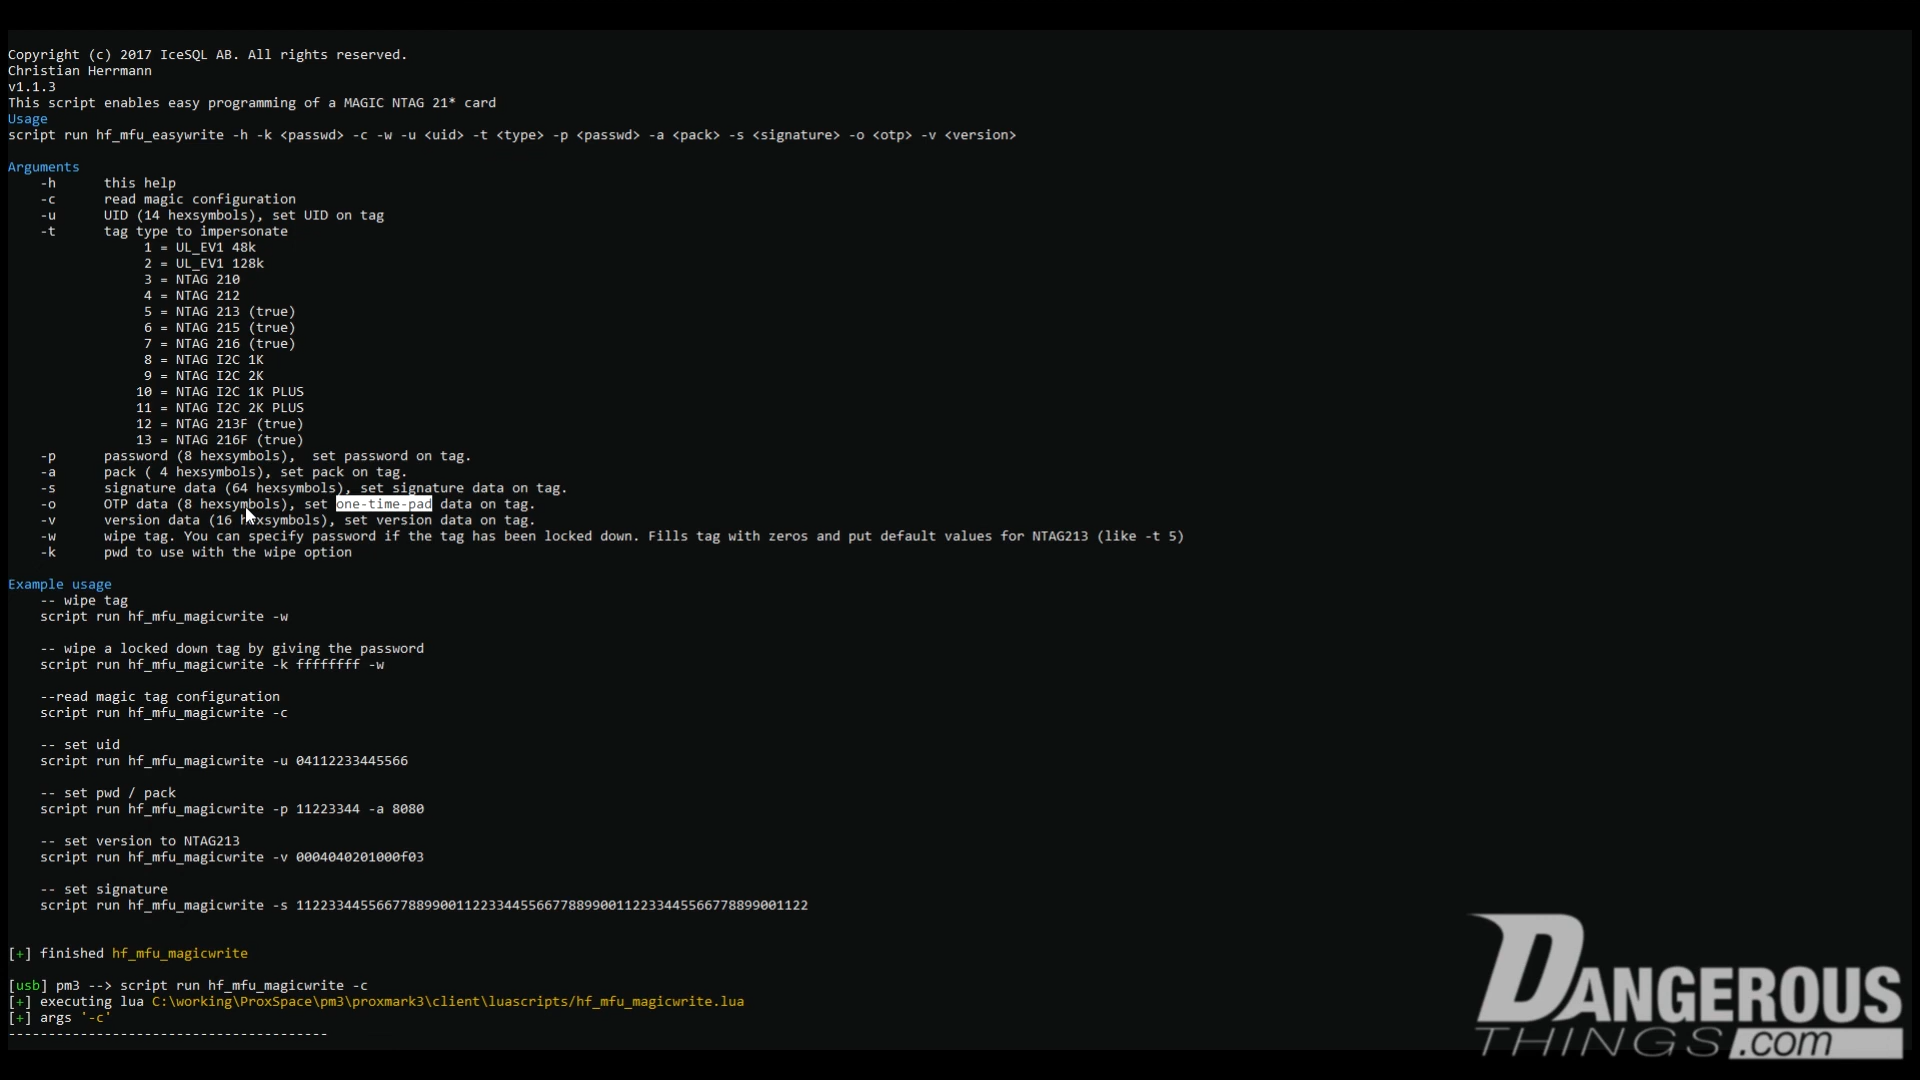 Copyright (c) 2017 IceSQL AB. All rights reserved.
Christian Herrmann
v1.1.3
This script enables easy programming of a MAGIC NTAG 21* card
Usage
script run hf_mfu_easywrite -h -k <passwd> -c -w -u <uid> -t <type> -p <passwd> -a <pack> -s <signature> -o <otp> -v <version>
Arguments
-h this help
-c read magic configuration
-u UID (14 hexsymbols), set UID on tag
-t tag type to impersonate
1 = UL_EV1 48k
2 = UL_EV1 128k
3 = NTAG 210
4 = NTAG 212
5 = NTAG 213 (true)
6 = NTAG 215 (true)
7 = NTAG 216 (true)
8 = NTAG I2C 1K
9 = NTAG I2C 2K
10 = NTAG I2C 1K PLUS
11 = NTAG I2C 2K PLUS
12 = NTAG 213F (true)
13 = NTAG 216F (true)
-p password (8 hexsymbols), set password on tag.
-a pack ( 4 hexsymbols), set pack on tag.
-s signature data (64 hexsymbols), set signature data on tag.
-o OTP data (8 hexsymbols), set one-time-pad data on tag.
-v version data (16 hexsymbols), set version data on tag.
-w wipe tag. You can specify password if the tag has been locked down. Fills tag with zeros and put default values for NTAG213 (like -t 5)
-k pwd to use with the wipe option
Example usage
-- wipe tag
script run hf_mfu_magicwrite -w
-- wipe a locked down tag by giving the password
script run hf_mfu_magicwrite -k ffffffff -w
--read magic tag configuration
script run hf_mfu_magicwrite -c
-- set uid
script run hf_mfu_magicwrite -u 04112233445566
-- set pwd / pack
script run hf_mfu_magicwrite -p 11223344 -a 8080
-- set version to NTAG213
script run hf_mfu_magicwrite -v 0004040201000f03
-- set signature
script run hf_mfu_magicwrite -s 1122334455667788990011223344556677889900112233445566778899001122
[+] finished hf_mfu_magicwrite
[usb] pm3 --> script run hf_mfu_magicwrite -c
[+] executing lua C:\working\ProxSpace\pm3\proxmark3\client\luascripts/hf_mfu_magicwrite.lua
[+] args '-c'
----------------------------------------
DANGEROUS
THINGS.com